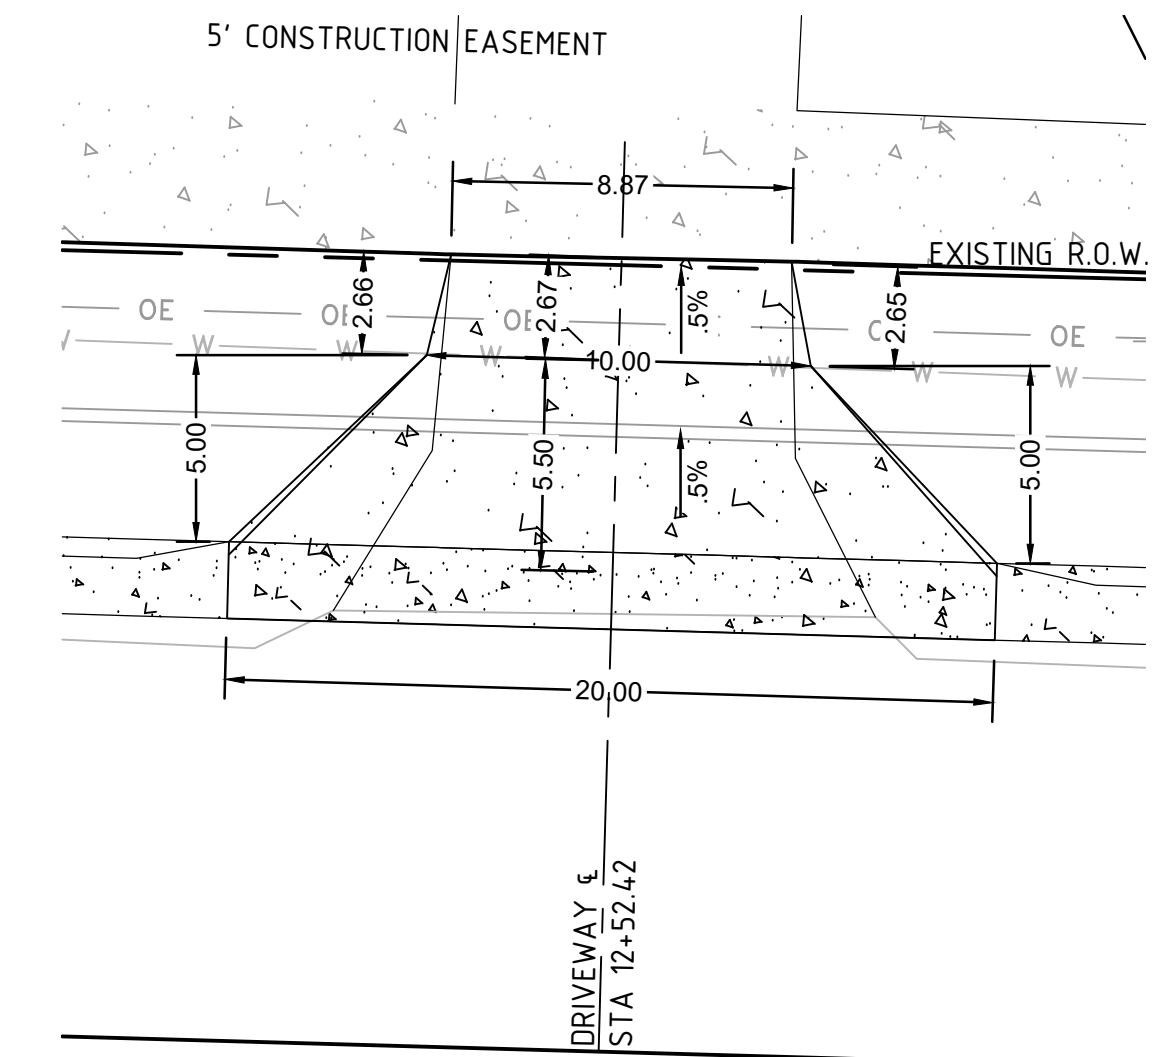 5' CONSTRUCTION EASEMENT
8.87
EXISTING R.O.W.
2.66
2.67
.5%
2.65
OE
OE
OE
W
W
W
W
W
10.00
5.00
5.50
.5%
5.00
20.00
DRIVEWAY ℄
STA 12+52.42